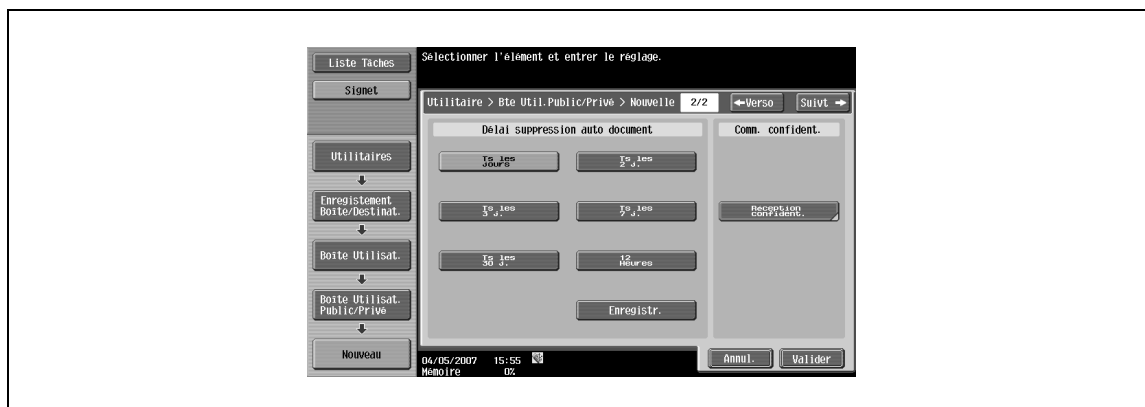 Liste Tâches
Signet
Utilitaires
Enregistement
Boîte/Destinat.
Boîte Utilisat.
Boîte Utilisat.
Public/Privé
Nouveau
Sélectionner l'élément et entrer le réglage.
Utilitaire > Bte Util.Public/Privé > Nouvelle 2/2 ←Verso Suivt →
Délai suppression auto document
Ts les
Jours
Ts les
2 J.
Ts les
3 J.
Ts les
7 J.
Ts les
30 J.
12
Heures
Enregistr.
Comm. confident.
Réception
confident.
04/05/2007 15:55
Mémoire 0%
Annul. Valider